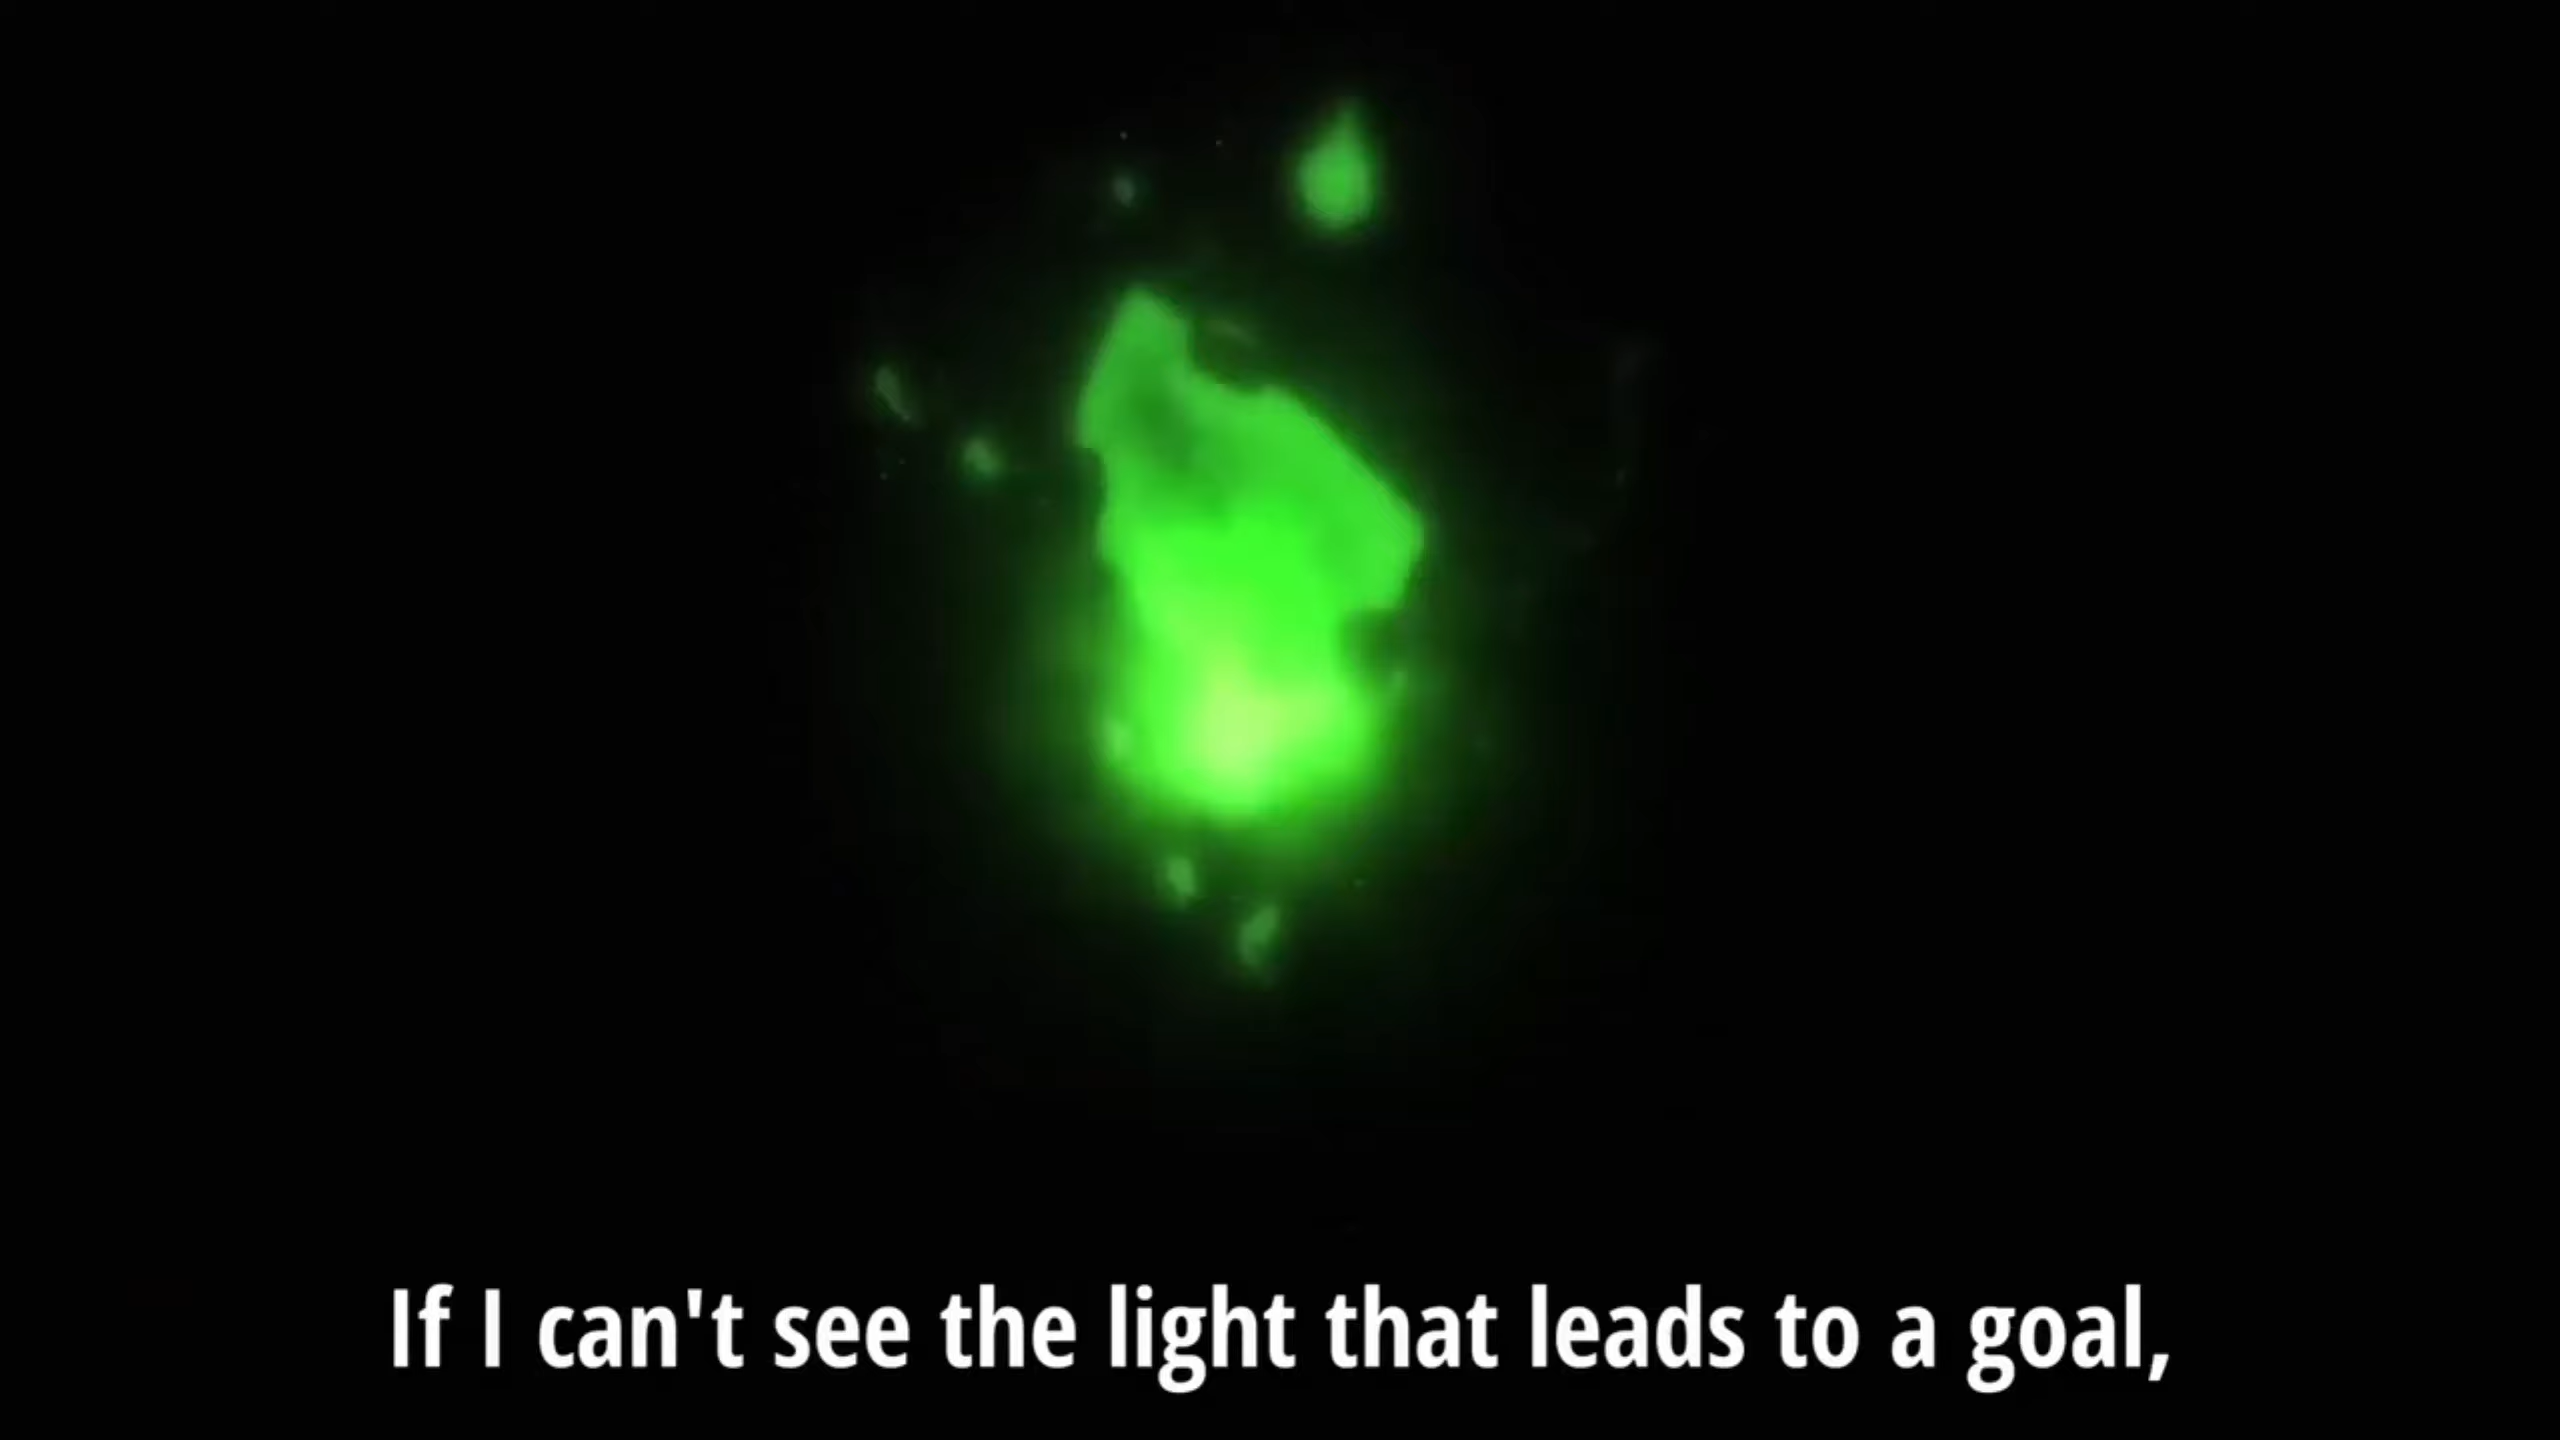 If I can't see the light that leads to a goal,